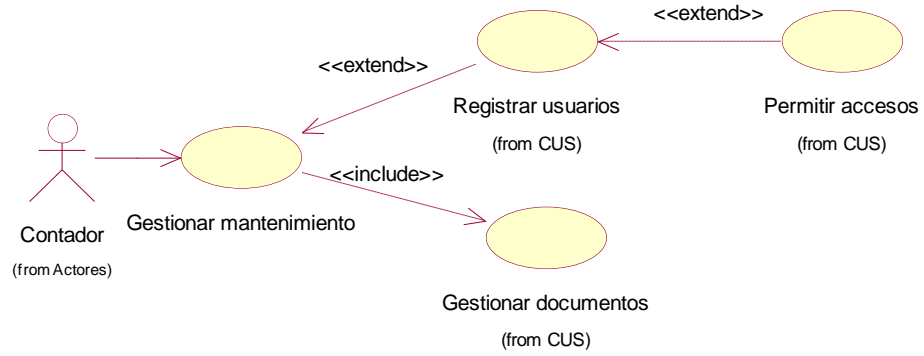 <<extend>>
<<extend>>
Registrar usuarios
(from CUS)
Permitir accesos
(from CUS)
<<include>>
Gestionar mantenimiento
Contador
(from Actores)
Gestionar documentos
(from CUS)